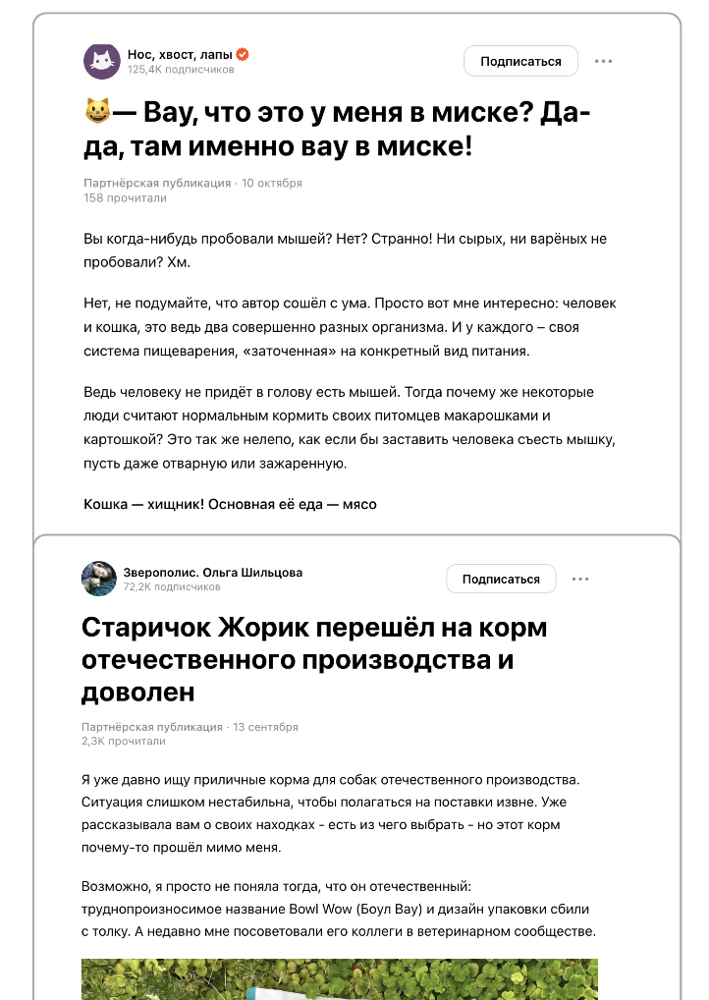 Нос, хвост, лапы
125,4K подписчиков
Подписаться
😺— Вау, что это у меня в миске? Да-
да, там именно вау в миске!
Партнёрская публикация · 10 октября
158 прочитали
Вы когда-нибудь пробовали мышей? Нет? Странно! Ни сырых, ни варёных не
пробовали? Хм.
Нет, не подумайте, что автор сошёл с ума. Просто вот мне интересно: человек
и кошка, это ведь два совершенно разных организма. И у каждого – своя
система пищеварения, «заточенная» на конкретный вид питания.
Ведь человеку не придёт в голову есть мышей. Тогда почему же некоторые
люди считают нормальным кормить своих питомцев макарошками и
картошкой? Это так же нелепо, как если бы заставить человека съесть мышку,
пусть даже отварную или зажаренную.
Кошка — хищник! Основная её еда — мясо
Зверополис. Ольга Шильцова
72,2K подписчиков
Подписаться
Старичок Жорик перешёл на корм
отечественного производства и
доволен
Партнёрская публикация · 13 сентября
2,3K прочитали
Я уже давно ищу приличные корма для собак отечественного производства.
Ситуация слишком нестабильна, чтобы полагаться на поставки извне. Уже
рассказывала вам о своих находках - есть из чего выбрать - но этот корм
почему-то прошёл мимо меня.
Возможно, я просто не поняла тогда, что он отечественный:
труднопроизносимое название Bowl Wow (Боул Вау) и дизайн упаковки сбили
с толку. А недавно мне посоветовали его коллеги в ветеринарном сообществе.